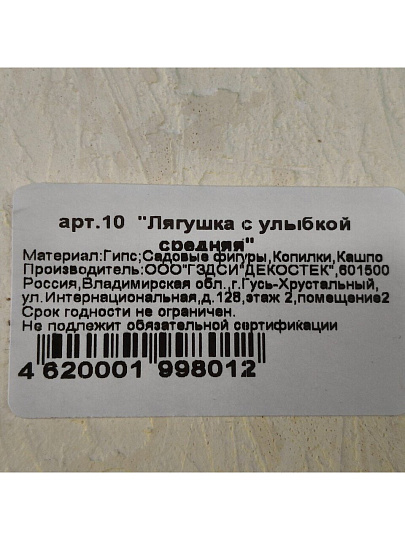 арт.10 "Лягушка с улыбкой
средняя"
Материал:Гипс;Садовые фигуры,Копилки,Кашпо
Производитель:ООО"ГЗДСИ"ДЕКОСТЕК",601500
Россия,Владимирская обл.,г.Гусь-Хрустальный,
ул.Интернациональная,д.128,этаж 2,помещение2
Срок годности не ограничен.
Не подлежит обязательной сертификации
4 620001 998012